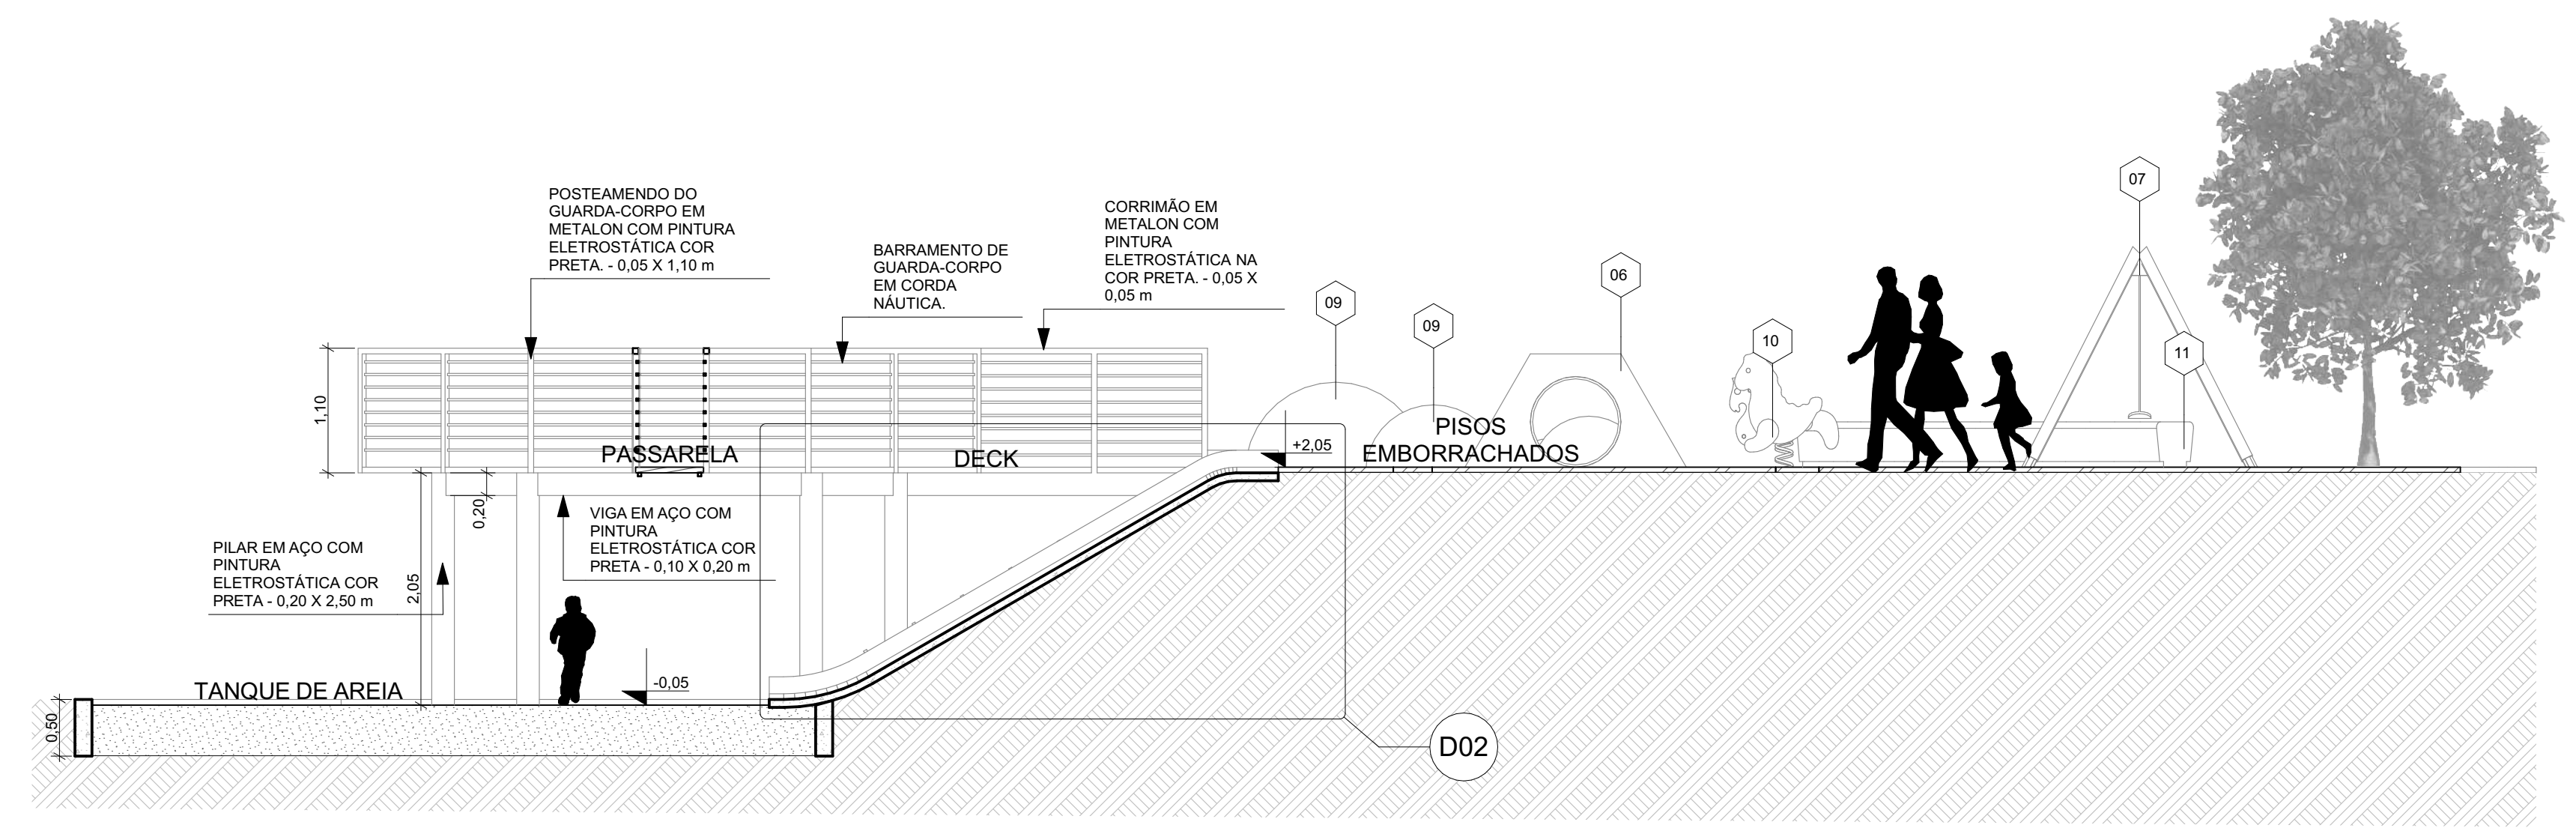 POSTEAMENDO DO
GUARDA-CORPO EM
METALON COM PINTURA
ELETROSTÁTICA COR
PRETA. - 0,05 X 1,10 m
BARRAMENTO DE
GUARDA-CORPO
EM CORDA
NÁUTICA.
CORRIMÃO EM
METALON COM
PINTURA
ELETROSTÁTICA NA
COR PRETA. - 0,05 X
0,05 m
09
09
06
10
07
11
1,10
PASSARELA
DECK
+2,05
PISOS
EMBORRACHADOS
0,20
VIGA EM AÇO COM
PINTURA
ELETROSTÁTICA COR
PRETA - 0,10 X 0,20 m
PILAR EM AÇO COM
PINTURA
ELETROSTÁTICA COR
PRETA - 0,20 X 2,50 m
2,05
TANQUE DE AREIA
-0,05
0,50
D02